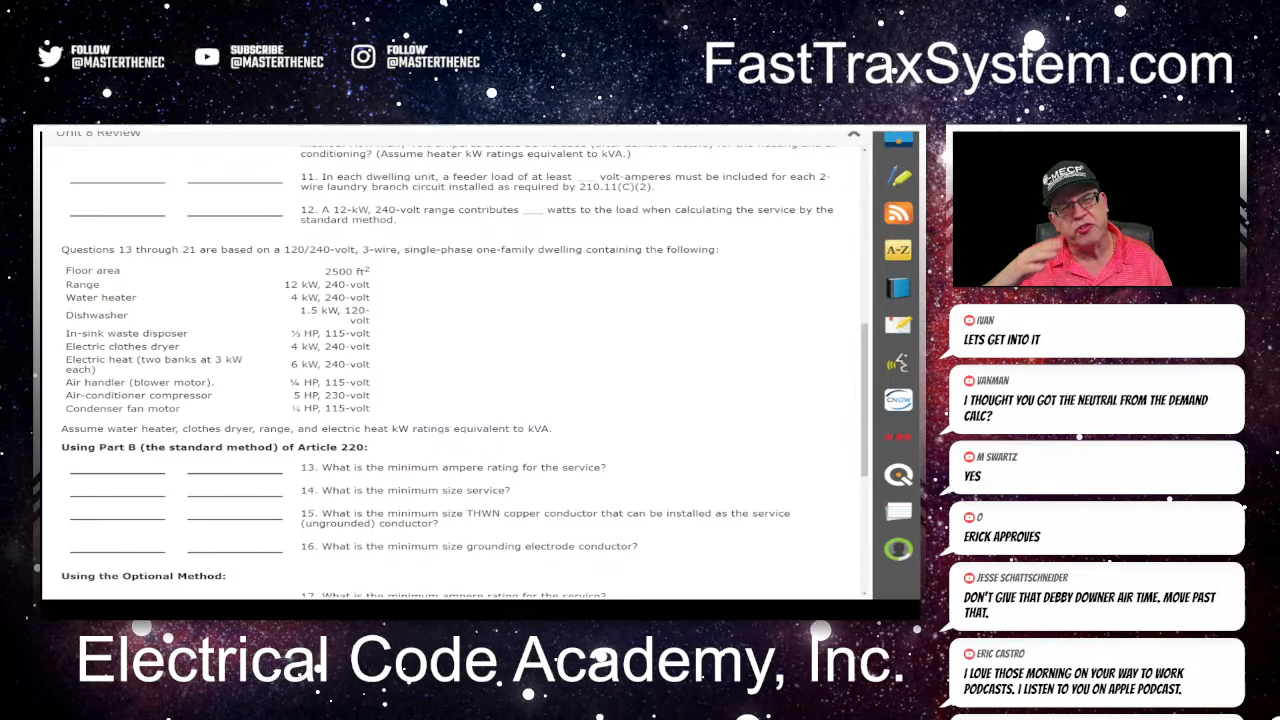 FOLLOW
@MASTERTHENEC
SUBSCRIBE
@MASTERTHENEC
FOLLOW
@MASTERTHENEC
FastTraxSystem.com
Unit 8 Review
conditioning? (Assume heater kW ratings equivalent to kVA.)
11. In each dwelling unit, a feeder load of at least ___ volt-amperes must be included for each 2-
wire laundry branch circuit installed as required by 210.11(C)(2).
12. A 12-kW, 240-volt range contributes ___ watts to the load when calculating the service by the
standard method.
Questions 13 through 21 are based on a 120/240-volt, 3-wire, single-phase one-family dwelling containing the following:
Floor area 2500 ft²
Range 12 kW, 240-volt
Water heater 4 kW, 240-volt
Dishwasher 1.5 kW, 120-
volt
In-sink waste disposer ⅓ HP, 115-volt
Electric clothes dryer 4 kW, 240-volt
Electric heat (two banks at 3 kW
each) 6 kW, 240-volt
Air handler (blower motor). ¼ HP, 115-volt
Air-conditioner compressor 5 HP, 230-volt
Condenser fan motor ¼ HP, 115-volt
Assume water heater, clothes dryer, range, and electric heat kW ratings equivalent to kVA.
Using Part B (the standard method) of Article 220:
13. What is the minimum ampere rating for the service?
14. What is the minimum size service?
15. What is the minimum size THWN copper conductor that can be installed as the service
(ungrounded) conductor?
16. What is the minimum size grounding electrode conductor?
Using the Optional Method:
17. What is the minimum ampere rating for the service?
A-Z
CNOW
MECP
IVAN
LETS GET INTO IT
VANMAN
I THOUGHT YOU GOT THE NEUTRAL FROM THE DEMAND
CALC?
M SWARTZ
YES
O
ERICK APPROVES
JESSE SCHATTSCHNEIDER
DON'T GIVE THAT DEBBY DOWNER AIR TIME. MOVE PAST
THAT.
ERIC CASTRO
I LOVE THOSE MORNING ON YOUR WAY TO WORK
PODCASTS. I LISTEN TO YOU ON APPLE PODCAST.
Electrical Code Academy, Inc.